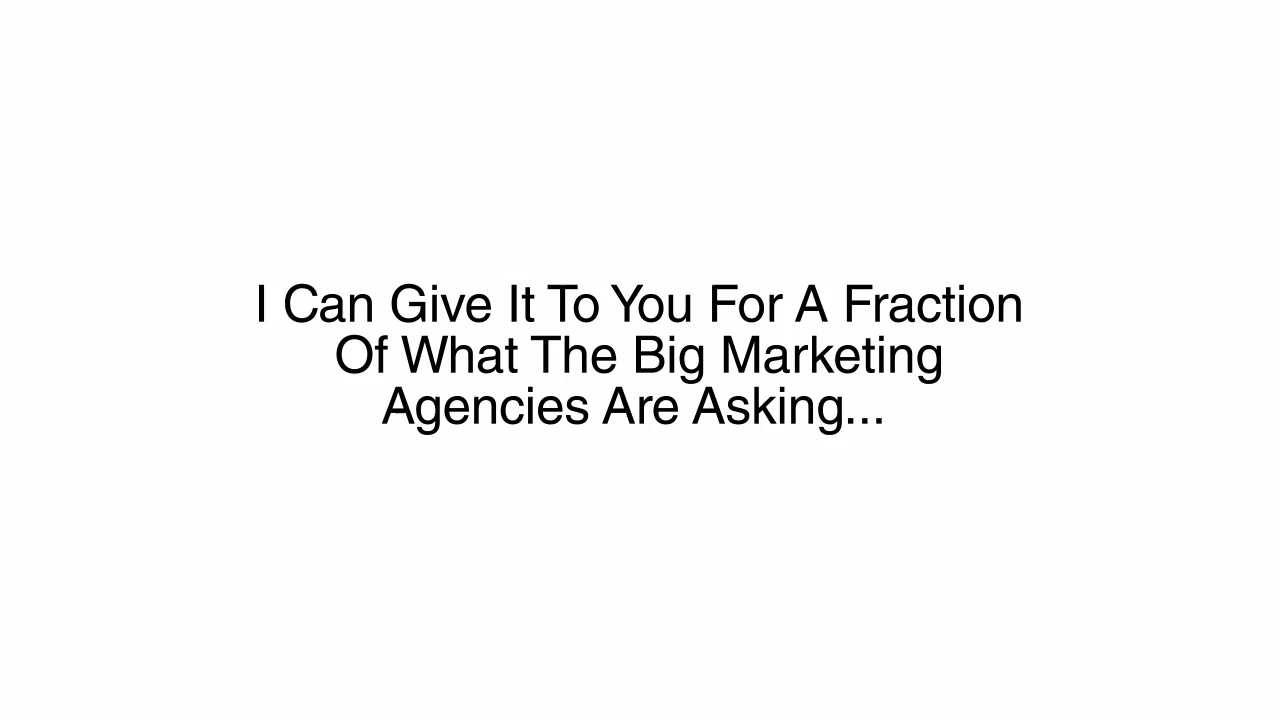 I Can Give It To You For A Fraction
Of What The Big Marketing
Agencies Are Asking...